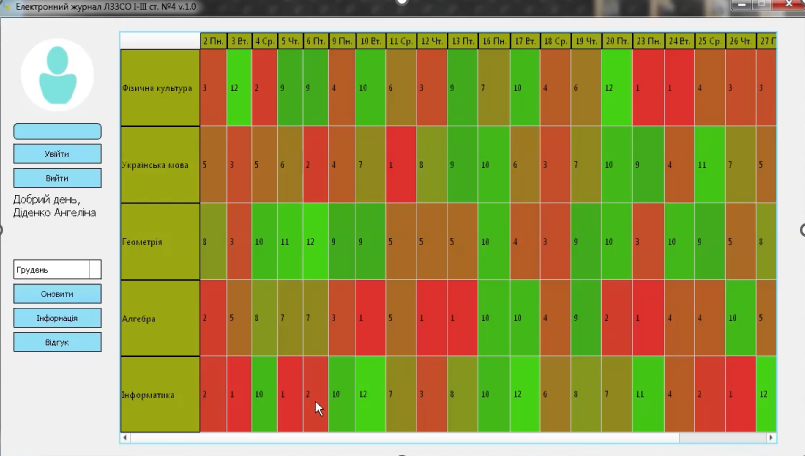 Електронний журнал ЛЗЗСО І-ІІІ ст. №4 v.1.0
Увійти
Вийти
Добрий день,
Діденко Ангеліна
Грудень
Оновити
Інформація
Відгук
2 Пн. 3 Вт. 4 Ср. 5 Чт. 6 Пт. 9 Пн. 10 Вт. 11 Ср. 12 Чт. 13 Пт 16 Пн 17 Вт 18 Ср. 19 Чт. 20 Пт 23 Пн 24 Вт 25 Ср 26 Чт 27 П
Фізична культура 3 12 2 9 9 4 10 6 3 9 7 10 4 6 12 1 1 4 3 3
Українська мова 5 3 5 6 2 4 7 1 8 9 10 6 3 7 10 9 4 11 7 5
Геометрія 8 3 10 11 12 9 9 5 5 5 10 4 3 9 10 3 10 9 5 8
Алгебра 2 5 8 7 7 3 1 5 1 1 10 10 4 9 2 1 4 4 10 5
Інформатика 2 1 10 1 2 10 12 7 3 8 10 12 6 8 7 11 4 2 1 12